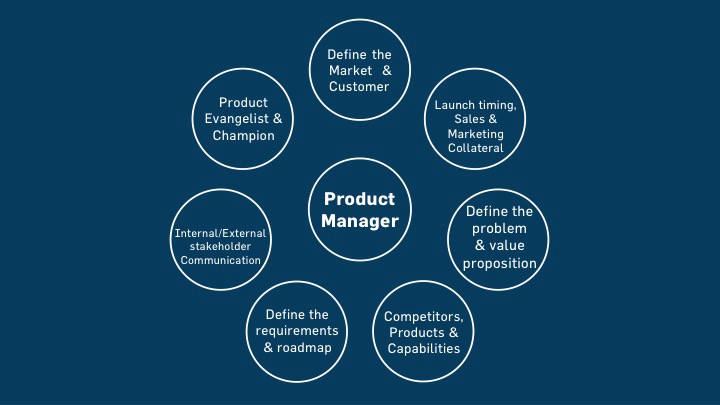 Define the
Market &
Customer
Product
Evangelist &
Champion
Launch timing,
Sales &
Marketing
Collateral
Product
Manager
Internal/External
stakeholder
Communication
Define the
problem
& value
proposition
Define the
requirements
& roadmap
Competitors,
Products &
Capabilities